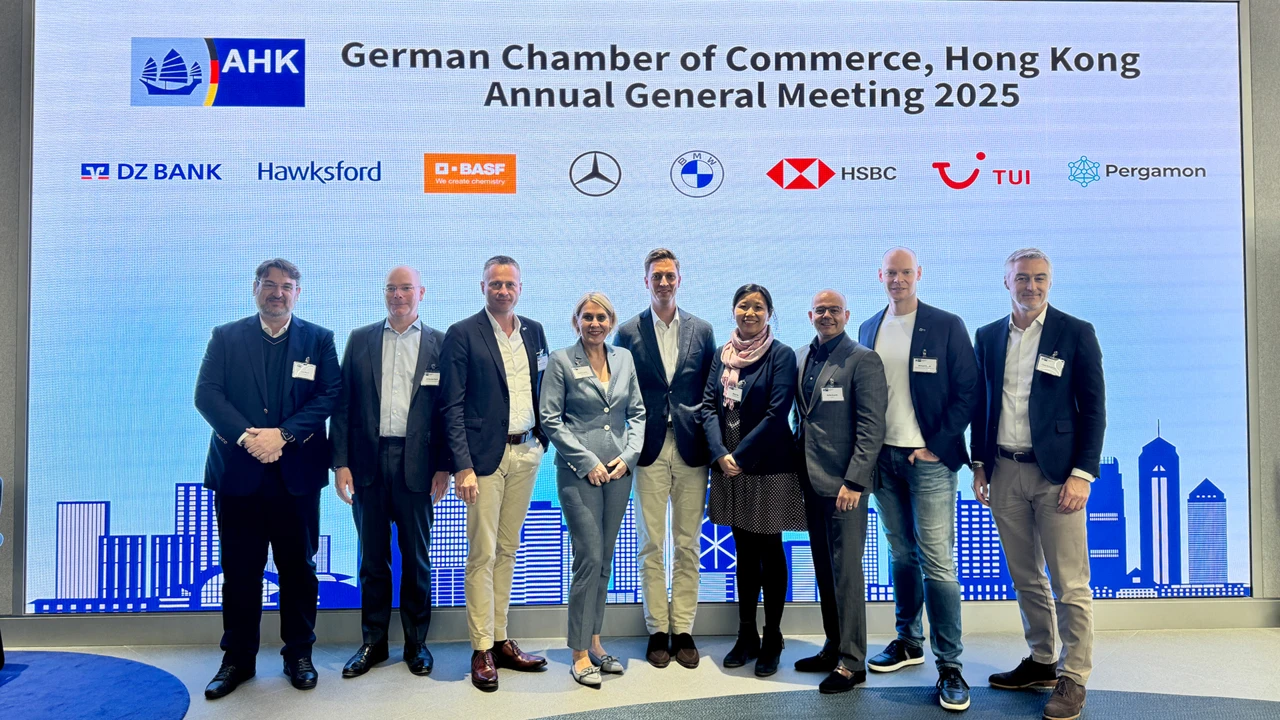 AHK
German Chamber of Commerce, Hong Kong
Annual General Meeting 2025
DZ BANK
Hawksford
BASF
We create chemistry
BMW
HSBC
TUI
Pergamon